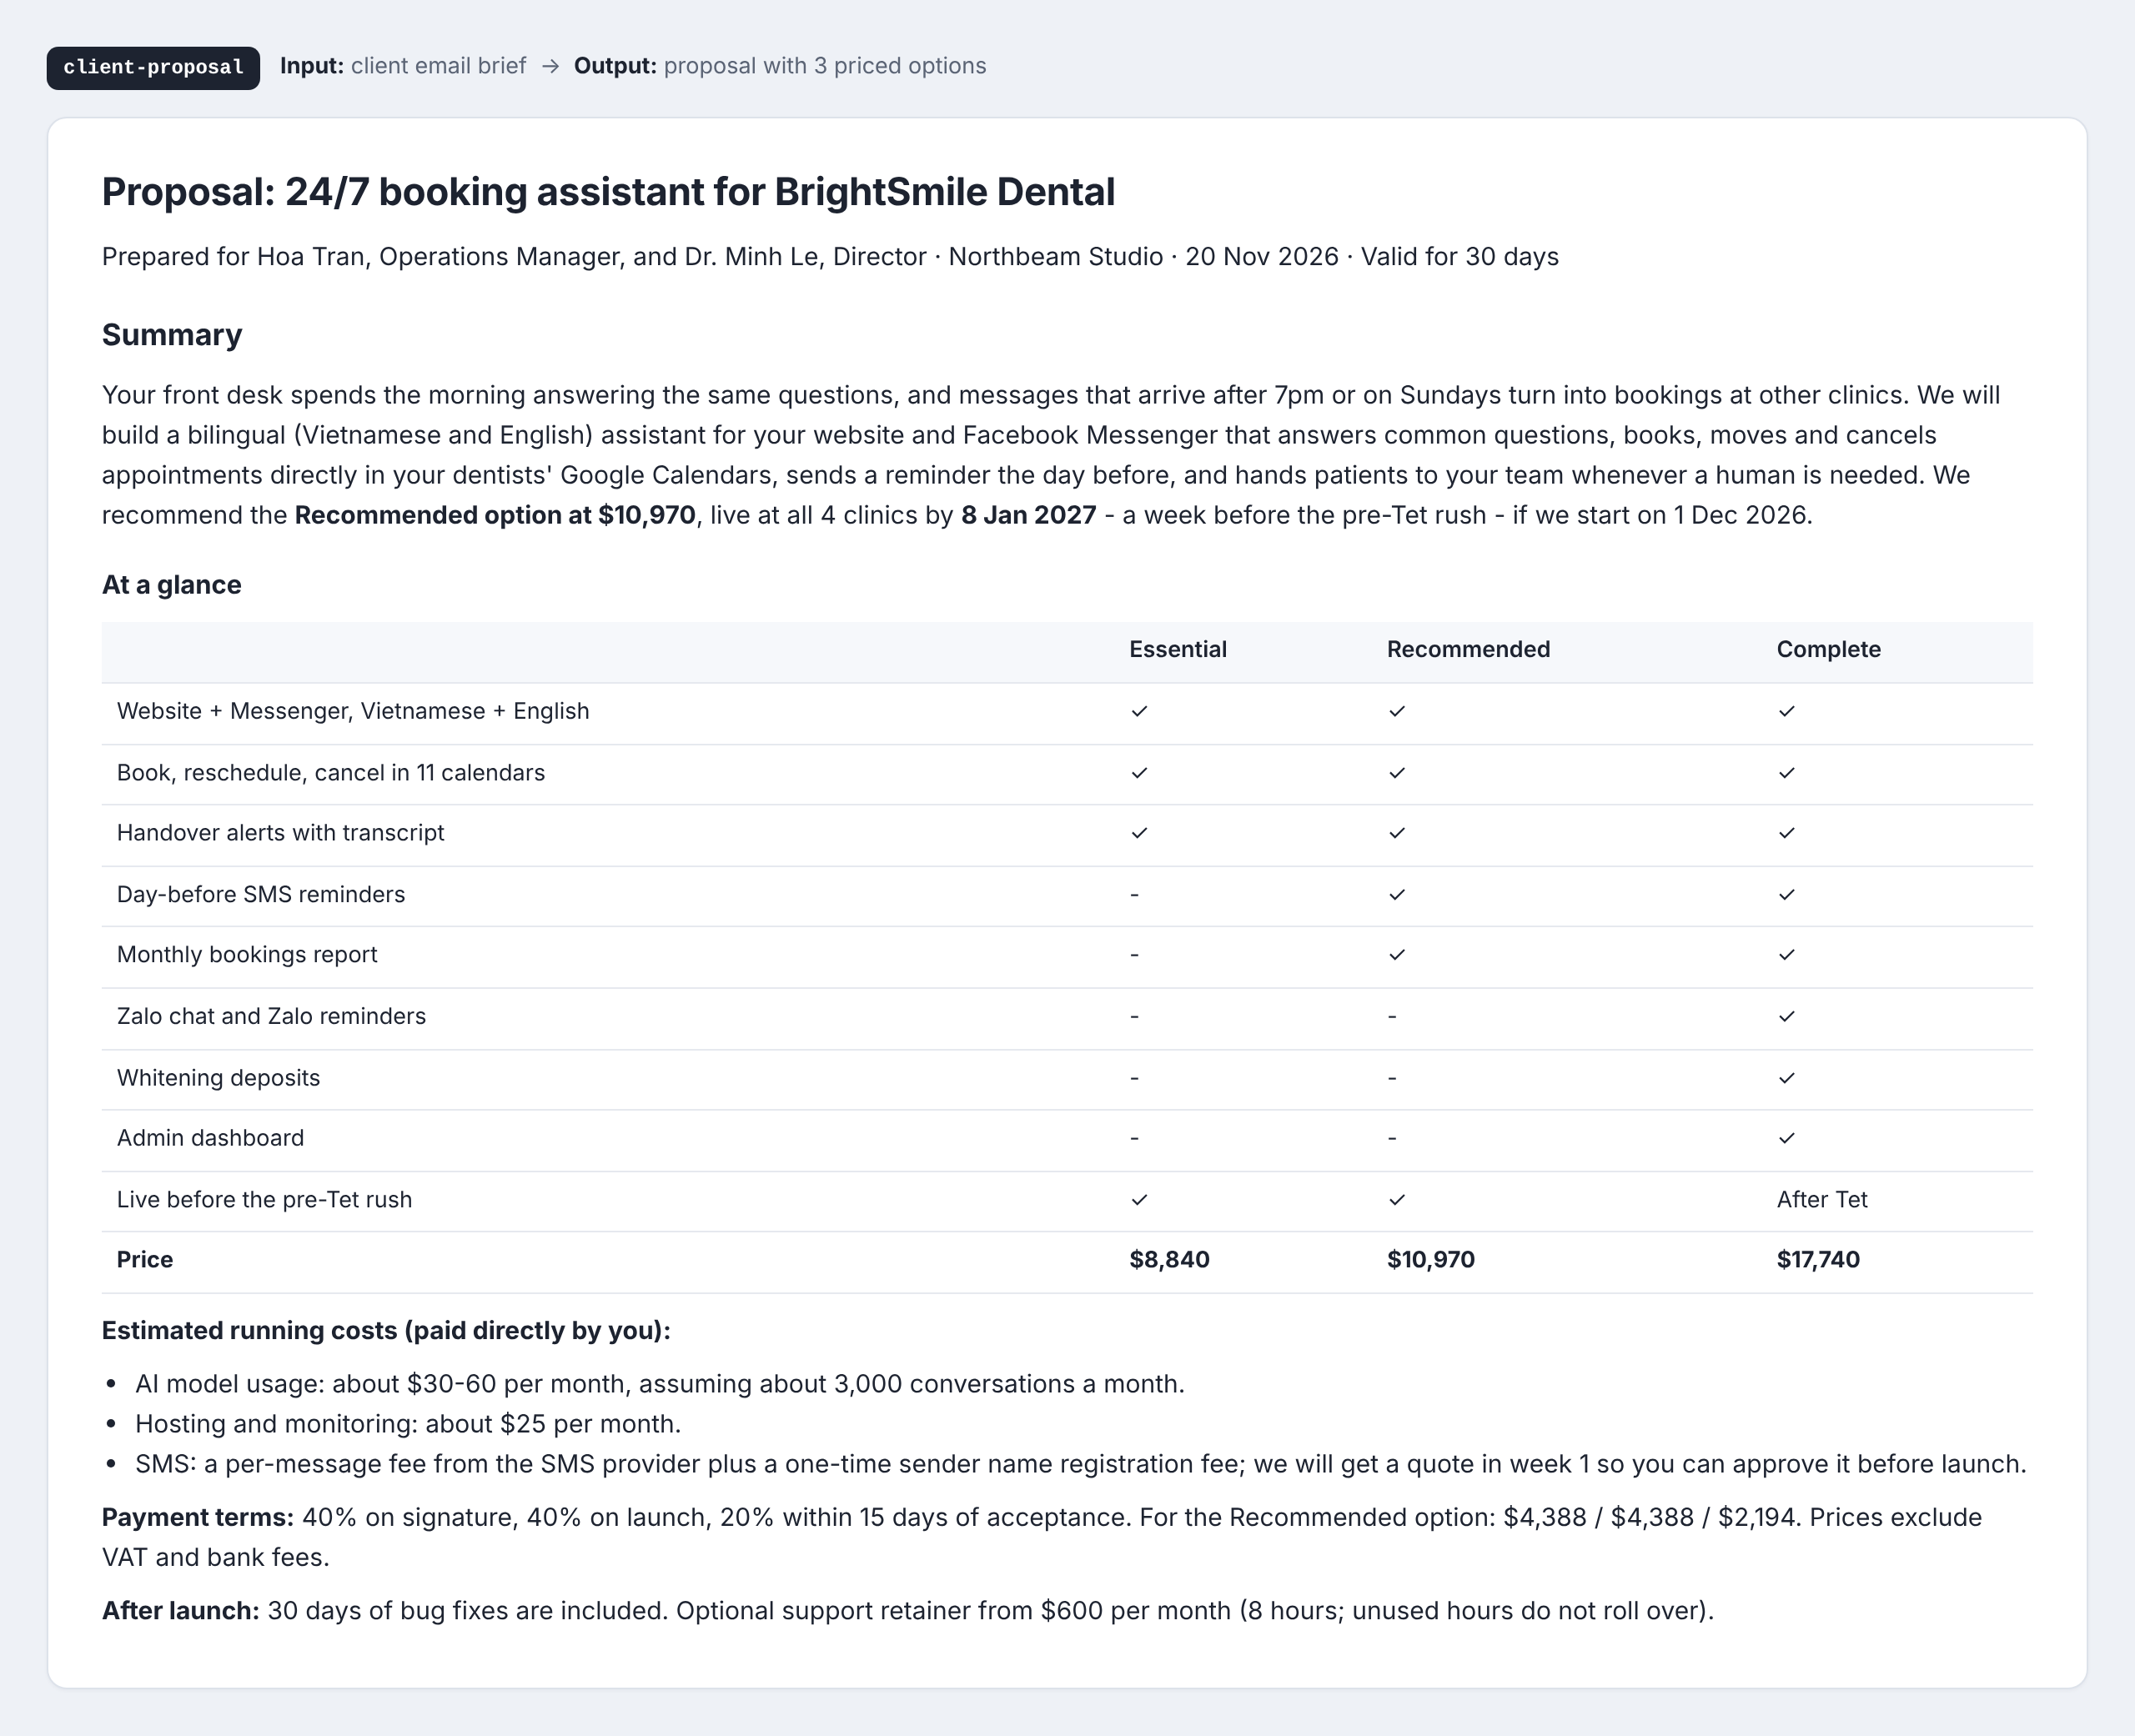 client-proposal Input: client email brief → Output: proposal with 3 priced options
Proposal: 24/7 booking assistant for BrightSmile Dental
Prepared for Hoa Tran, Operations Manager, and Dr. Minh Le, Director · Northbeam Studio · 20 Nov 2026 · Valid for 30 days
Summary
Your front desk spends the morning answering the same questions, and messages that arrive after 7pm or on Sundays turn into bookings at other clinics. We will
build a bilingual (Vietnamese and English) assistant for your website and Facebook Messenger that answers common questions, books, moves and cancels
appointments directly in your dentists' Google Calendars, sends a reminder the day before, and hands patients to your team whenever a human is needed. We
recommend the Recommended option at $10,970, live at all 4 clinics by 8 Jan 2027 - a week before the pre-Tet rush - if we start on 1 Dec 2026.
At a glance
Essential Recommended Complete
Website + Messenger, Vietnamese + English ✓ ✓ ✓
Book, reschedule, cancel in 11 calendars ✓ ✓ ✓
Handover alerts with transcript ✓ ✓ ✓
Day-before SMS reminders - ✓ ✓
Monthly bookings report - ✓ ✓
Zalo chat and Zalo reminders - - ✓
Whitening deposits - - ✓
Admin dashboard - - ✓
Live before the pre-Tet rush ✓ ✓ After Tet
Price $8,840 $10,970 $17,740
Estimated running costs (paid directly by you):
• AI model usage: about $30-60 per month, assuming about 3,000 conversations a month.
• Hosting and monitoring: about $25 per month.
• SMS: a per-message fee from the SMS provider plus a one-time sender name registration fee; we will get a quote in week 1 so you can approve it before launch.
Payment terms: 40% on signature, 40% on launch, 20% within 15 days of acceptance. For the Recommended option: $4,388 / $4,388 / $2,194. Prices exclude
VAT and bank fees.
After launch: 30 days of bug fixes are included. Optional support retainer from $600 per month (8 hours; unused hours do not roll over).